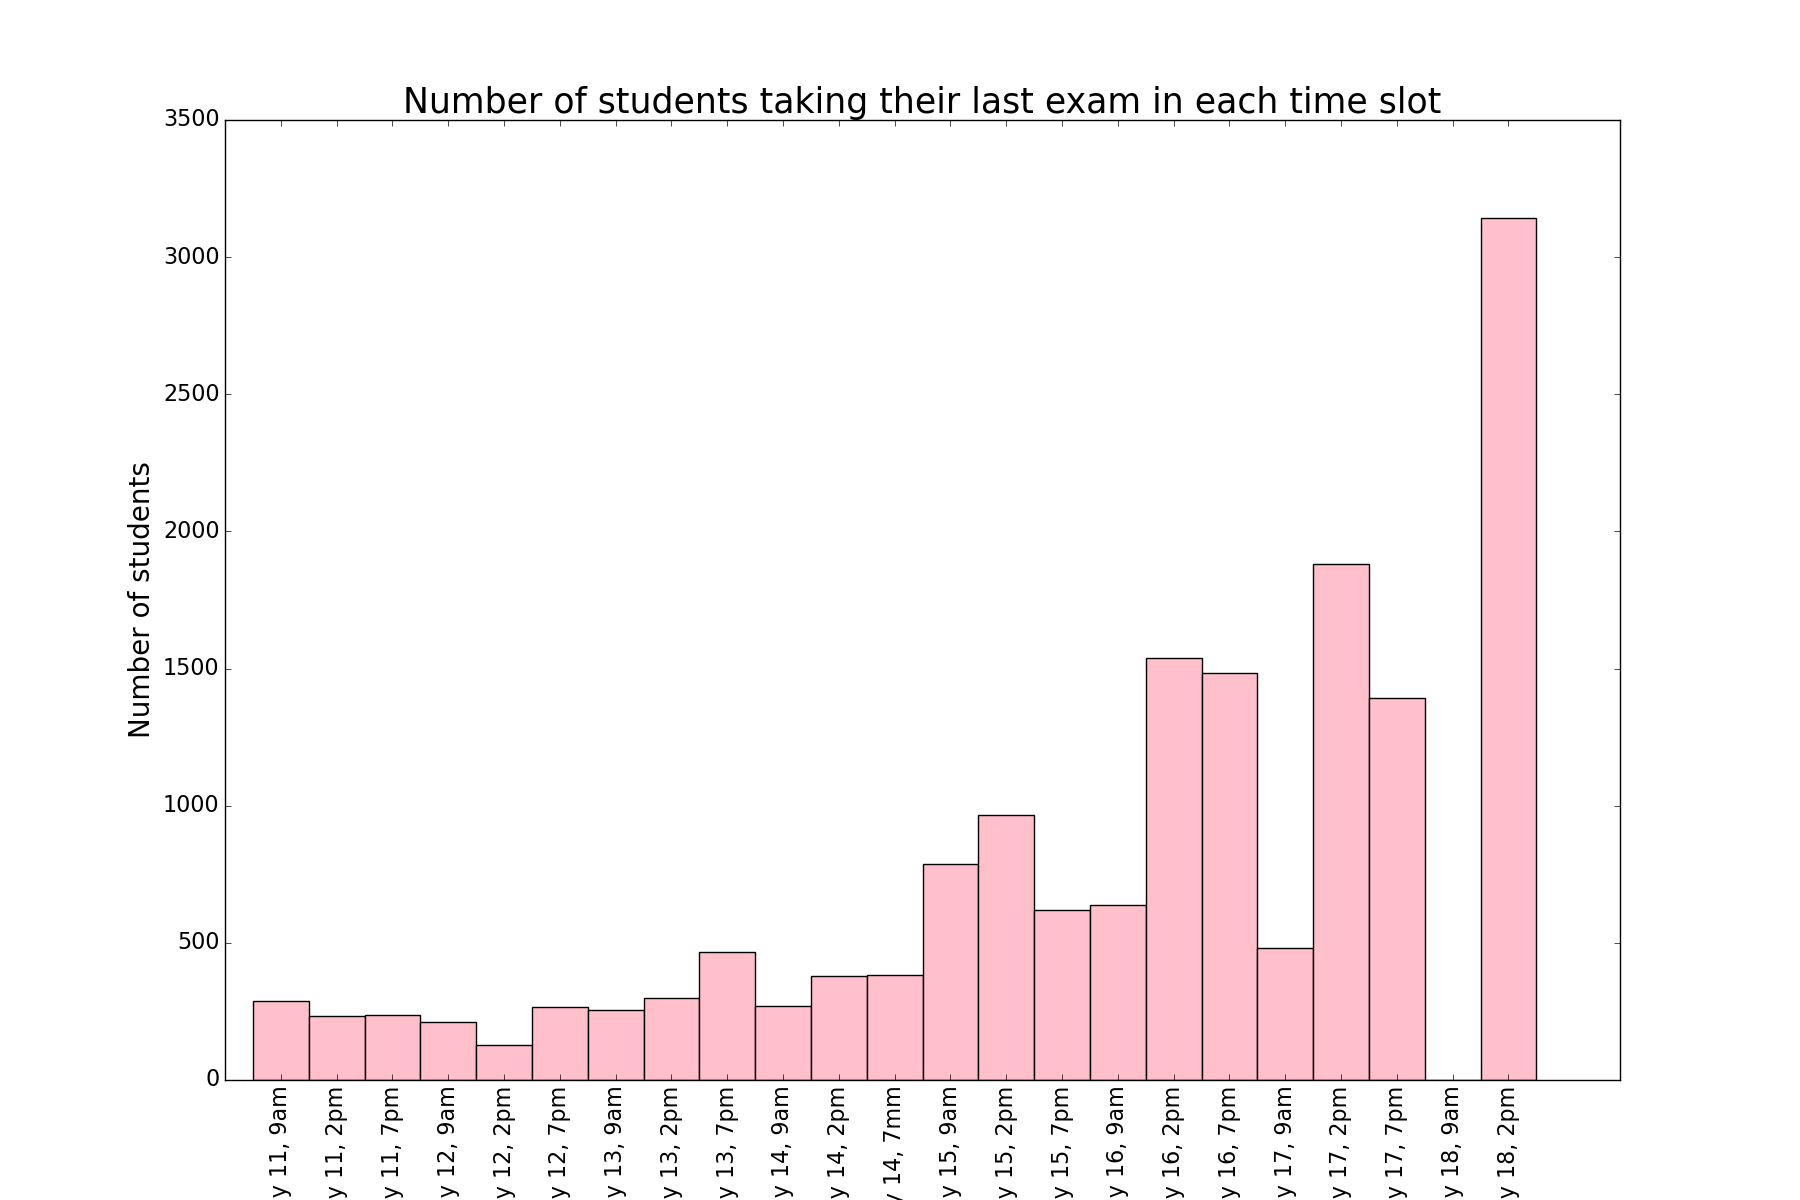 Number of students taking their last exam in each time slot
Number of students
3500
3000
2500
2000
1500
1000
500
0
y 11, 9am
y 11, 2pm
y 11, 7pm
y 12, 9am
y 12, 2pm
y 12, 7pm
y 13, 9am
y 13, 2pm
y 13, 7pm
y 14, 9am
y 14, 2pm
y 14, 7mm
y 15, 9am
y 15, 2pm
y 15, 7pm
y 16, 9am
y 16, 2pm
y 16, 7pm
y 17, 9am
y 17, 2pm
y 17, 7pm
y 18, 9am
y 18, 2pm